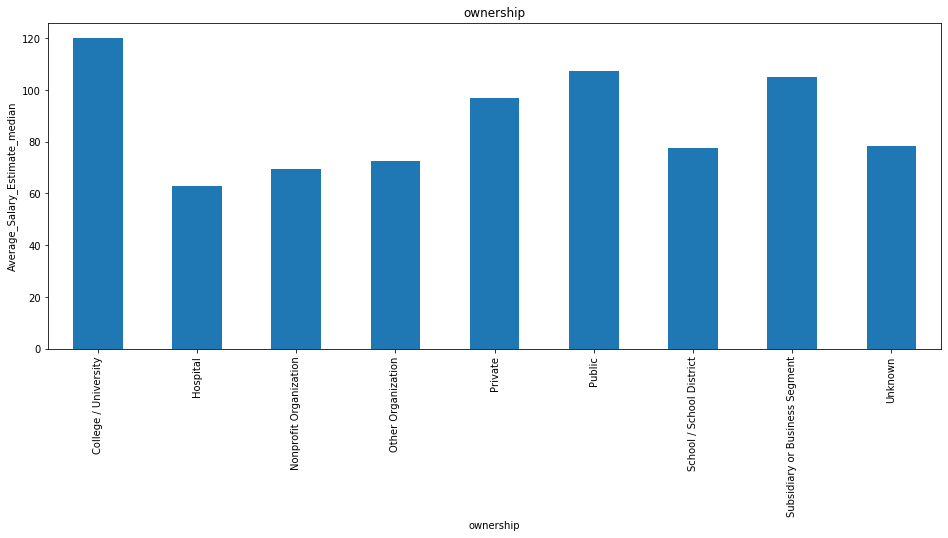 ownership
Average_Salary_Estimate_median
120
100
80
60
40
20
0
College / University
Hospital
Nonprofit Organization
Other Organization
Private
Public
School / School District
Subsidiary or Business Segment
Unknown
ownership